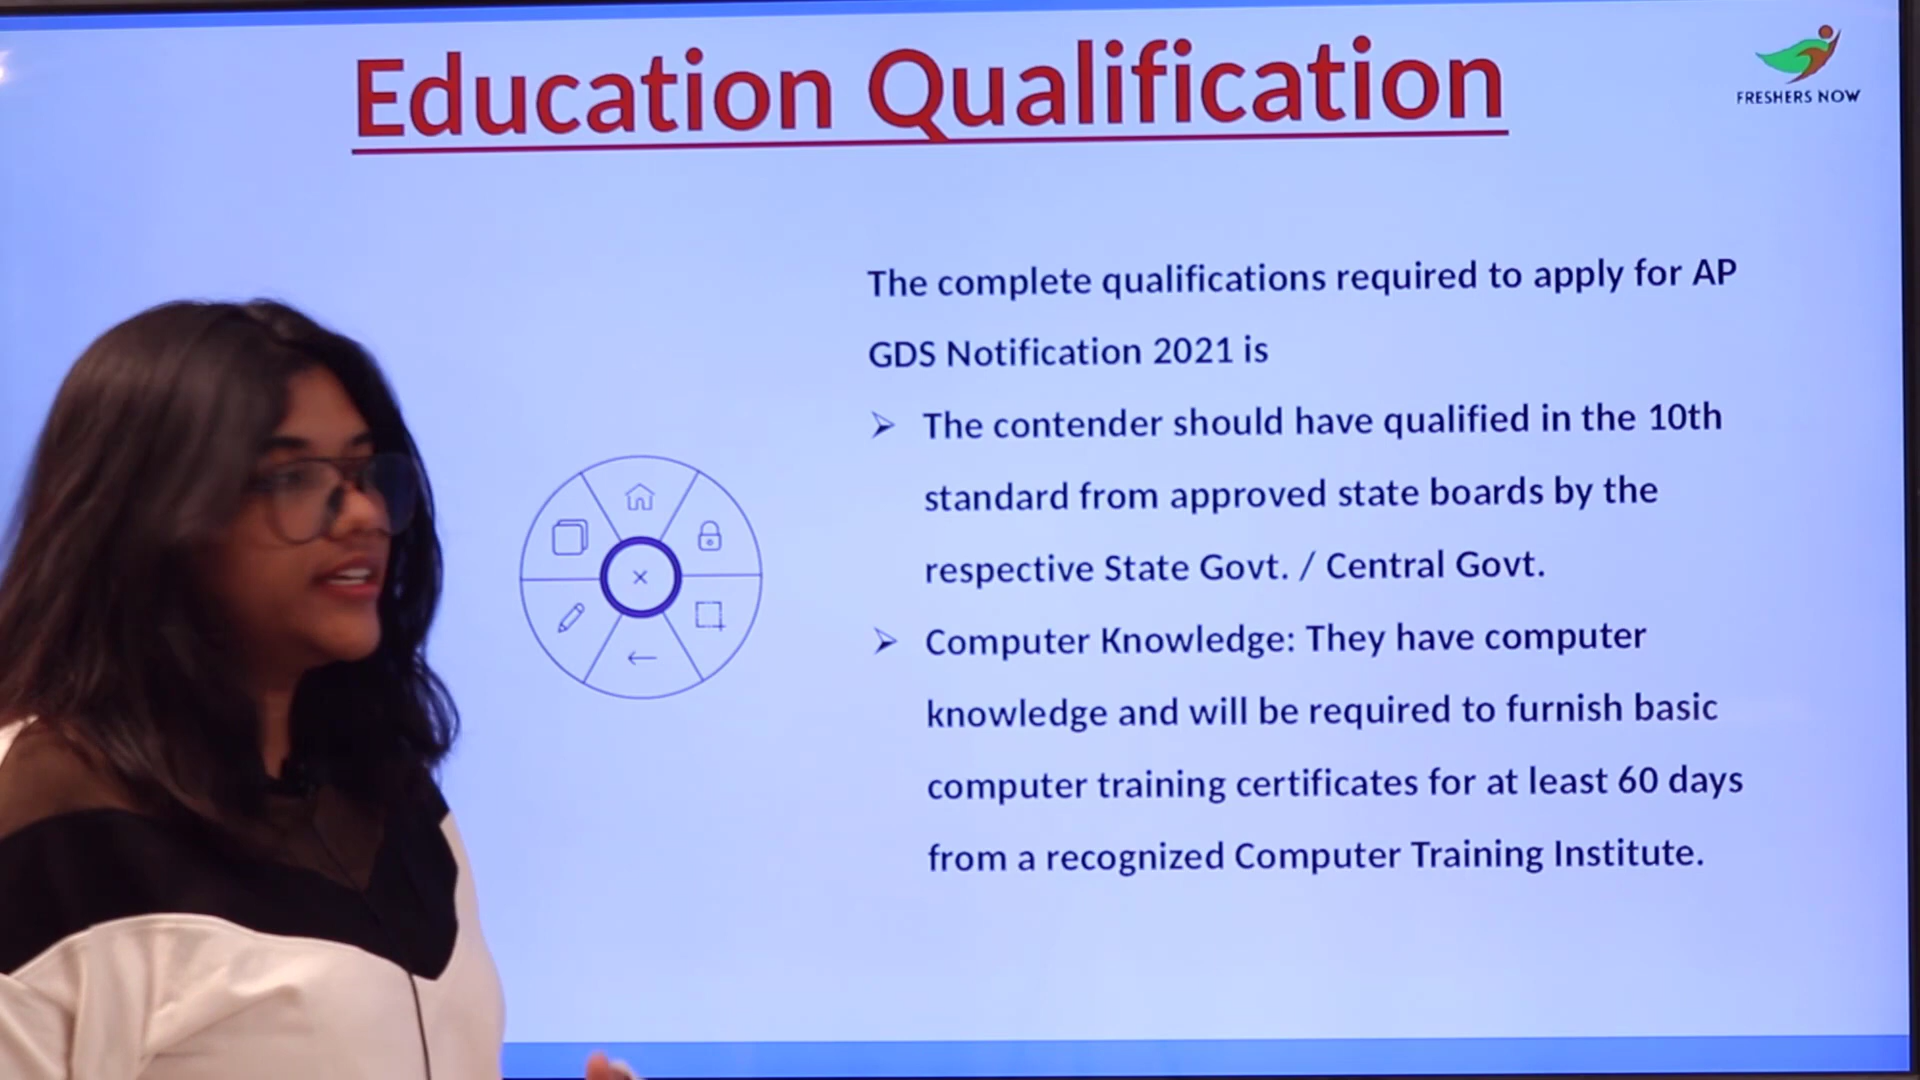 Education Qualification
FRESHERS NOW
The complete qualifications required to apply for AP
GDS Notification 2021 is
The contender should have qualified in the 10th
standard from approved state boards by the
respective State Govt. / Central Govt.
Computer Knowledge: They have computer
knowledge and will be required to furnish basic
computer training certificates for at least 60 days
from a recognized Computer Training Institute.